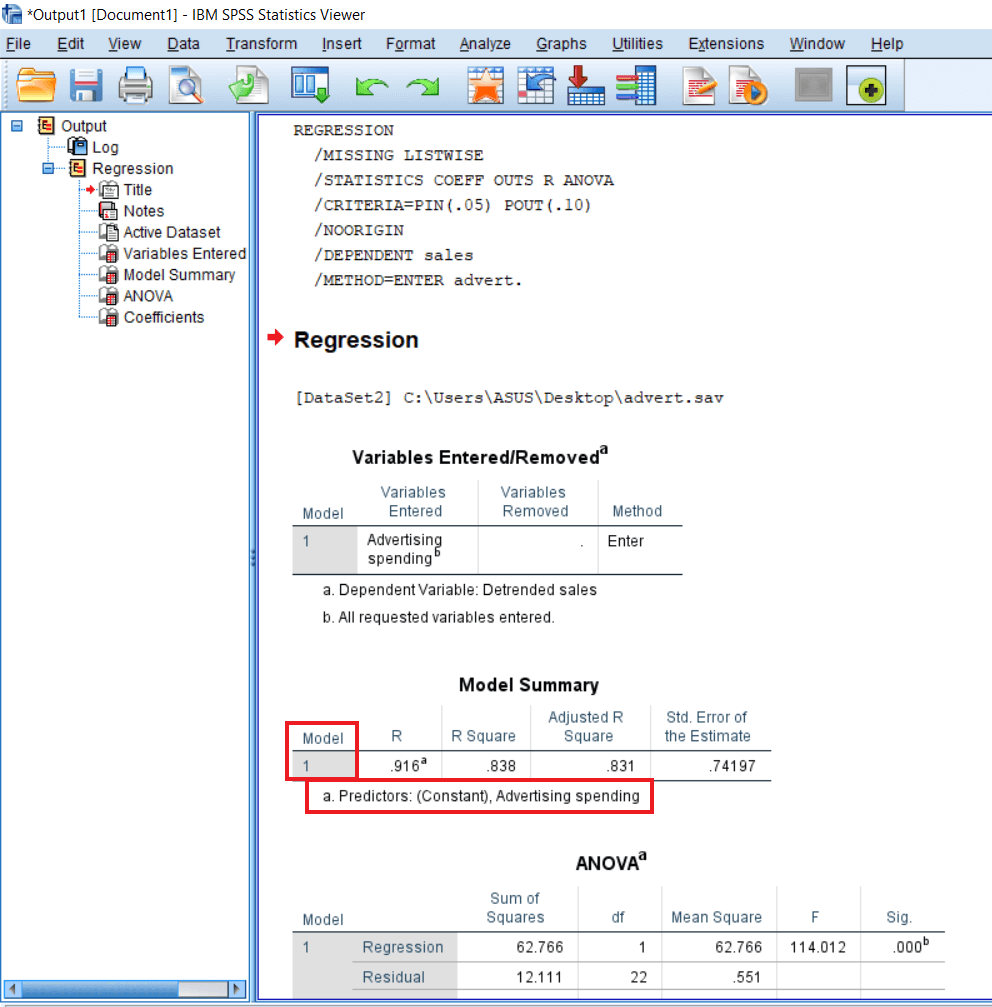 *Output1 [Document1] - IBM SPSS Statistics Viewer
File Edit View Data Transform Insert Format Analyze Graphs Utilities Extensions Window Help
Output
Log
Regression
Title
Notes
Active Dataset
Variables Entered
Model Summary
ANOVA
Coefficients
REGRESSION
/MISSING LISTWISE
/STATISTICS COEFF OUTS R ANOVA
/CRITERIA=PIN(.05) POUT(.10)
/NOORIGIN
/DEPENDENT sales
/METHOD=ENTER advert.
Regression
[DataSet2] C:\Users\ASUS\Desktop\advert.sav
Variables Entered/Removedᵃ
Variables Variables
Model Entered Removed Method
1 Advertising . Enter
spendingᵇ
a. Dependent Variable: Detrended sales
b. All requested variables entered.
Model Summary
Adjusted R Std. Error of
Model R R Square Square the Estimate
1 .916ᵃ .838 .831 .74197
a. Predictors: (Constant), Advertising spending
ANOVAᵃ
Sum of
Model Squares df Mean Square F Sig.
1 Regression 62.766 1 62.766 114.012 .000ᵇ
Residual 12.111 22 .551